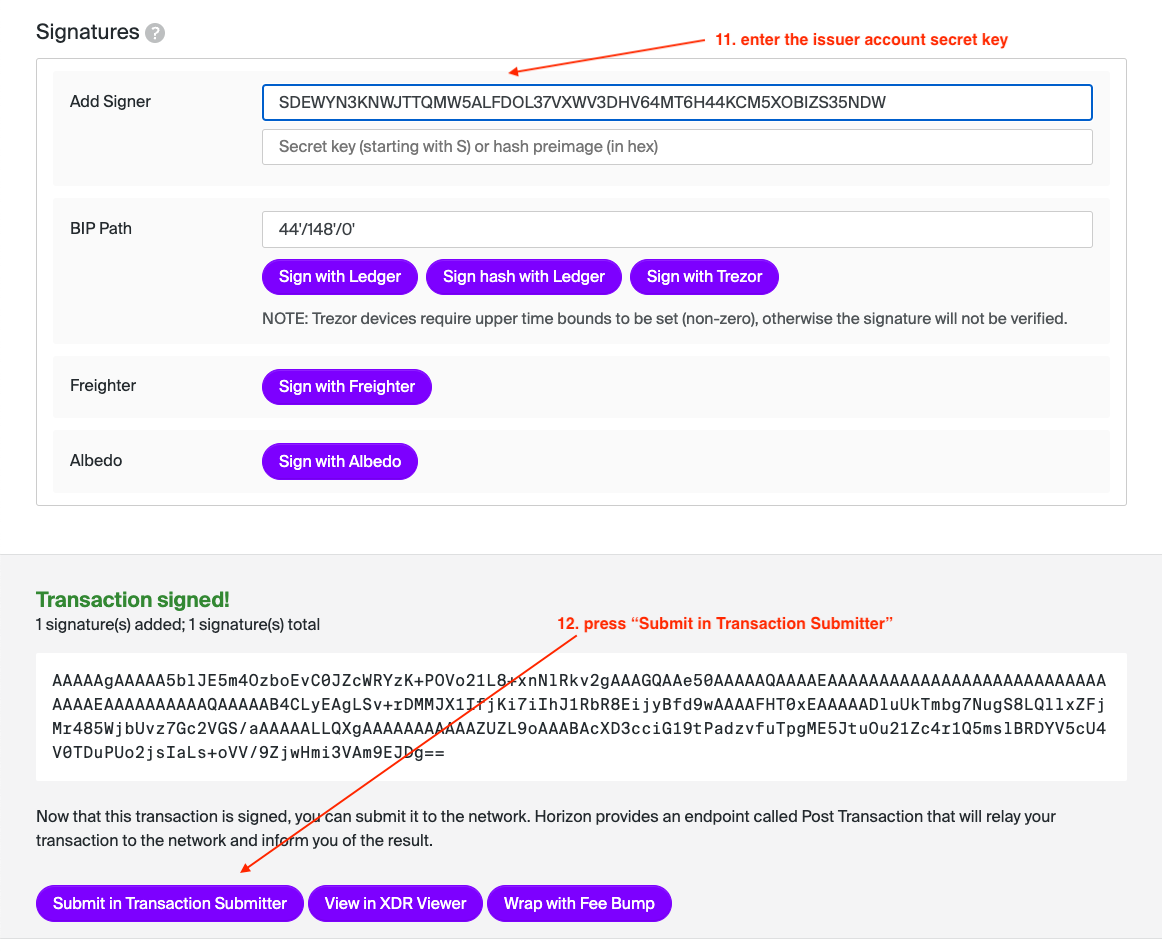 Signatures ?
11. enter the issuer account secret key
Add Signer
SDEWYN3KNWJTTQMW5ALFDOL37VXWV3DHV64MT6H44KCM5XOBIZS35NDW
Secret key (starting with S) or hash preimage (in hex)
BIP Path
44'/148'/0'
Sign with Ledger
Sign hash with Ledger
Sign with Trezor
NOTE: Trezor devices require upper time bounds to be set (non-zero), otherwise the signature will not be verified.
Freighter
Sign with Freighter
Albedo
Sign with Albedo
Transaction signed!
1 signature(s) added; 1 signature(s) total
12. press “Submit in Transaction Submitter”
AAAAAgAAAAA5blJE5m4OzboEvC0JZcWRYzK+POVo21L8+xnNlRkv2gAAAGQAAe50AAAAAQAAAAEAAAAAAAAAAAAAAAAAAAAAAAAAAA
AAAAEAAAAAAAAAAQAAAAAB4CLyEAgLSv+rDMMJX1IfjKi7iIhJ1RbR8EijyBfd9wAAAAFHT0xEAAAAADluUkTmbg7NugS8LQllxZFj
Mr485WjbUvz7Gc2VGS/aAAAAALLQXgAAAAAAAAAAAZUZL9oAAABAcXD3cciG19tPadzvfuTpgME5JtuOu21Zc4r1Q5mslBRDYV5cU4
V0TDuPUo2jsIaLs+oVV/9ZjwHmi3VAm9EJDg==
Now that this transaction is signed, you can submit it to the network. Horizon provides an endpoint called Post Transaction that will relay your
transaction to the network and inform you of the result.
Submit in Transaction Submitter
View in XDR Viewer
Wrap with Fee Bump